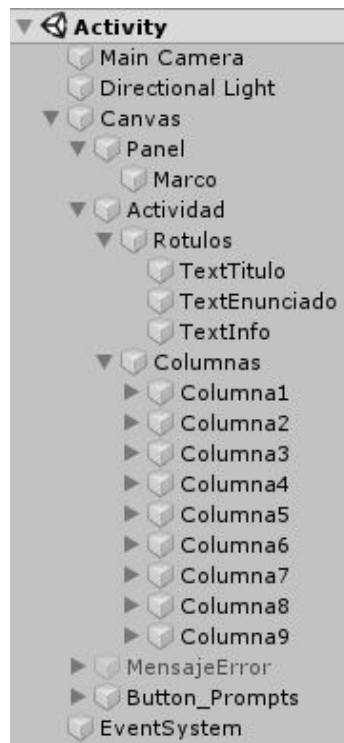 Activity
Main Camera
Directional Light
Canvas
Panel
Marco
Actividad
Rotulos
TextTitulo
TextEnunciado
TextInfo
Columnas
Columna1
Columna2
Columna3
Columna4
Columna5
Columna6
Columna7
Columna8
Columna9
MensajeError
Button_Prompts
EventSystem